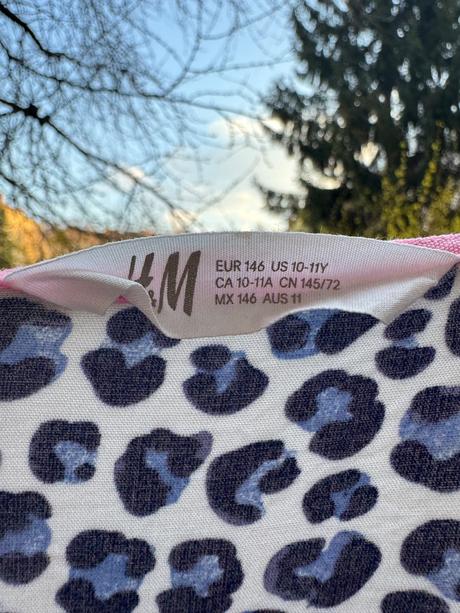 H&M
EUR 146 US 10-11Y
CA 10-11A CN 145/72
MX 146 AUS 11